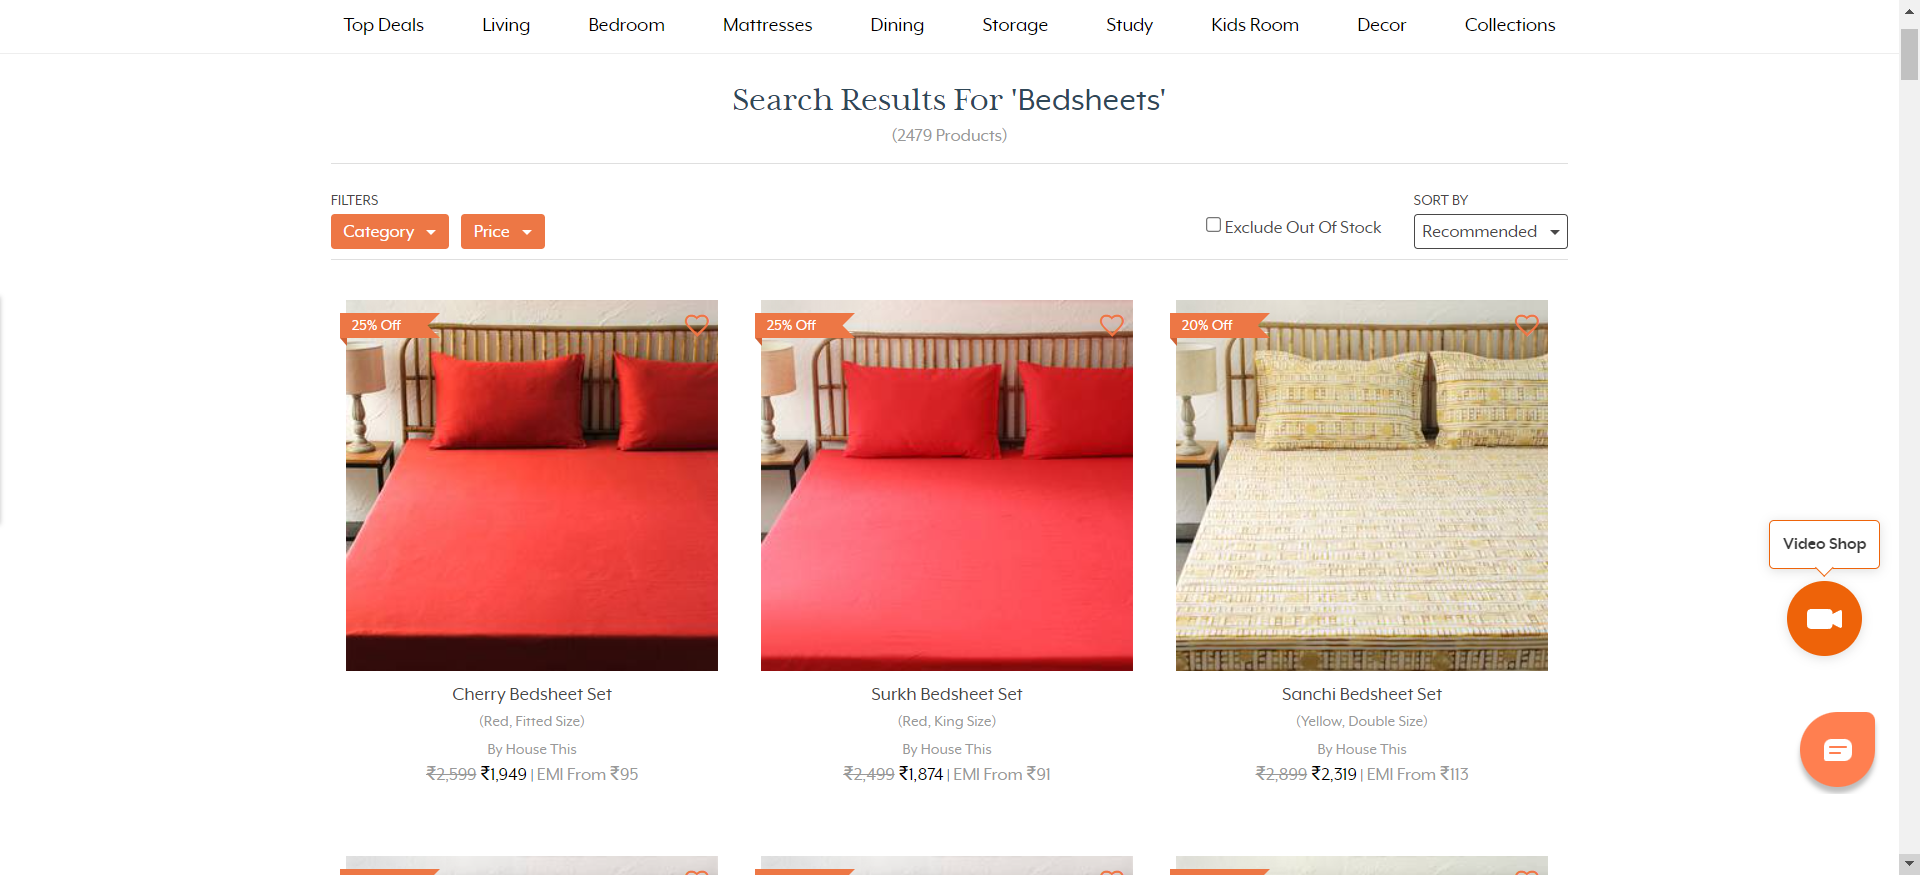 Top Deals Living Bedroom Mattresses Dining Storage Study Kids Room Decor Collections
Search Results For 'Bedsheets'
(2479 Products)
FILTERS
SORT BY
Category Price Exclude Out Of Stock Recommended
25% Off 25% Off 20% Off
Video Shop
Cherry Bedsheet Set Surkh Bedsheet Set Sanchi Bedsheet Set
(Red, Fitted Size) (Red, King Size) (Yellow, Double Size)
By House This By House This By House This
₹2,599 ₹1,949 | EMI From ₹95 ₹2,499 ₹1,874 | EMI From ₹91 ₹2,899 ₹2,319 | EMI From ₹113